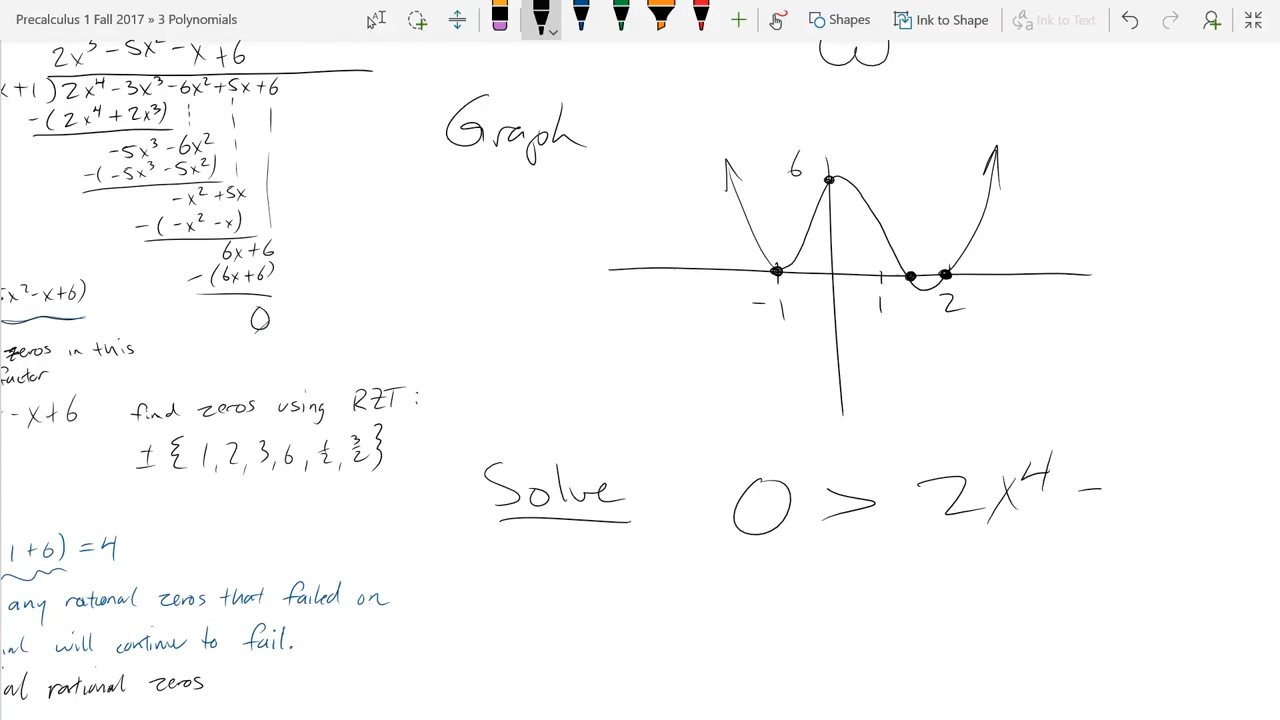 Precalculus 1 Fall 2017 » 3 Polynomials
Shapes
Ink to Shape
Ink to Text
2x³ - 5x² - x + 6
x+1 ) 2x⁴ - 3x³ - 6x² + 5x + 6
-(2x⁴ + 2x³)
-5x³ - 6x²
-(-5x³ - 5x²)
-x² + 5x
-(-x² - x)
6x + 6
-(6x + 6)
0
x² - x + 6)
zeros in this
factor
- x + 6 find zeros using RZT:
± { 1, 2, 3, 6, 1/2, 3/2 }
1 + 6) = 4
any rational zeros that failed on
will continue to fail.
rational zeros
Graph
6
-1 1 2
Solve 0 > 2x⁴ -